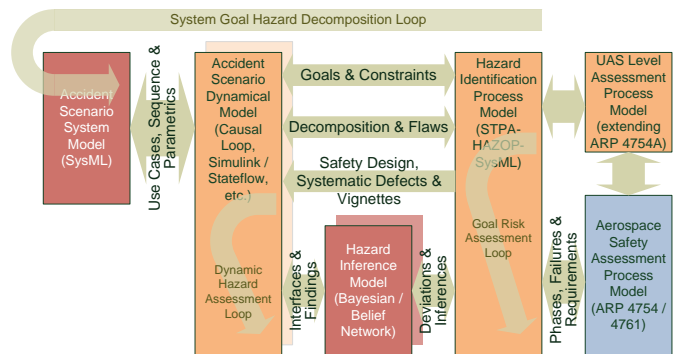 System Goal Hazard Decomposition Loop
Accident
Scenario
System
Model
(SysML)
Use Cases, Sequence &
Parametrics
Accident
Scenario
Dynamical
Model
(Causal
Loop,
Simulink /
Stateflow,
etc.)
Dynamic
Hazard
Assessment
Loop
Goals & Constraints
Decomposition & Flaws
Safety Design,
Systematic Defects &
Vignettes
Interfaces &
Findings
Hazard
Inference
Model
(Bayesian /
Belief
Network)
Deviations &
Inferences
Hazard
Identification
Process
Model
(STPA-
HAZOP-
SysML)
Goal Risk
Assessment
Loop
Phases, Failures &
Requirements
UAS Level
Assessment
Process
Model
(extending
ARP 4754A)
Aerospace
Safety
Assessment
Process
Model
(ARP 4754 /
4761)